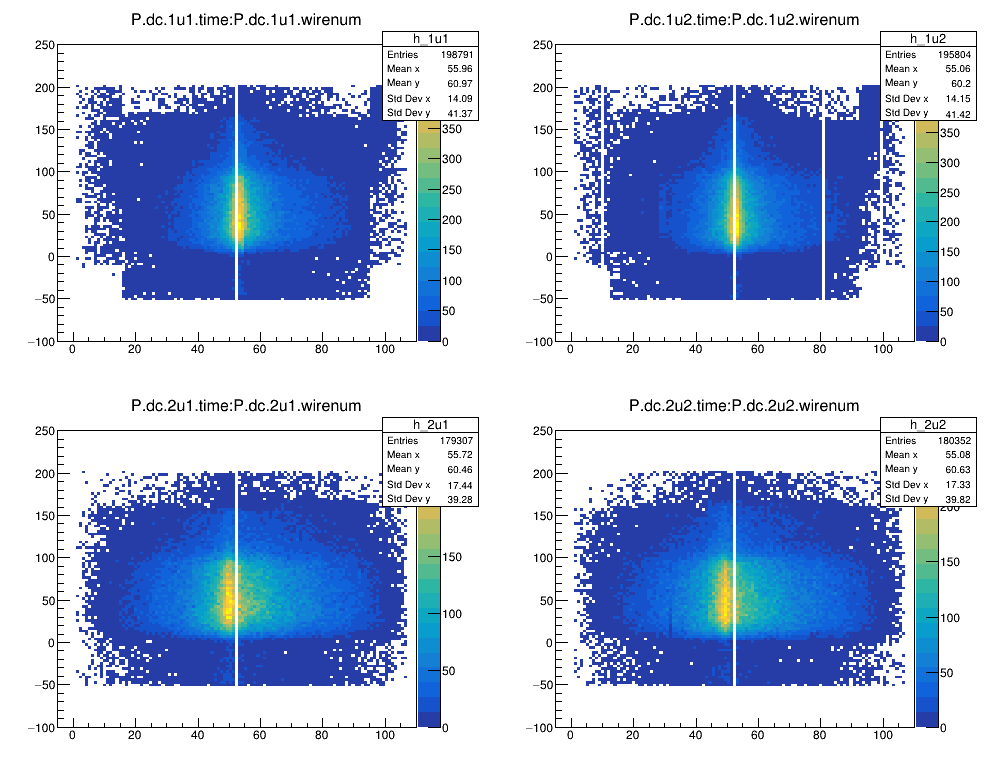 P.dc.1u1.time:P.dc.1u1.wirenum
h_1u1
Entries 198791
Mean x 55.96
Mean y 60.97
Std Dev x 14.09
Std Dev y 41.37
250
200
150
100
50
0
−50
−100
0 20 40 60 80 100
350
300
250
200
150
100
50
0
P.dc.1u2.time:P.dc.1u2.wirenum
h_1u2
Entries 195804
Mean x 55.06
Mean y 60.2
Std Dev x 14.15
Std Dev y 41.42
250
200
150
100
50
0
−50
−100
0 20 40 60 80 100
350
300
250
200
150
100
50
0
P.dc.2u1.time:P.dc.2u1.wirenum
h_2u1
Entries 179307
Mean x 55.72
Mean y 60.46
Std Dev x 17.44
Std Dev y 39.28
250
200
150
100
50
0
−50
−100
0 20 40 60 80 100
150
100
50
0
P.dc.2u2.time:P.dc.2u2.wirenum
h_2u2
Entries 180352
Mean x 55.08
Mean y 60.63
Std Dev x 17.33
Std Dev y 39.82
250
200
150
100
50
0
−50
−100
0 20 40 60 80 100
200
150
100
50
0